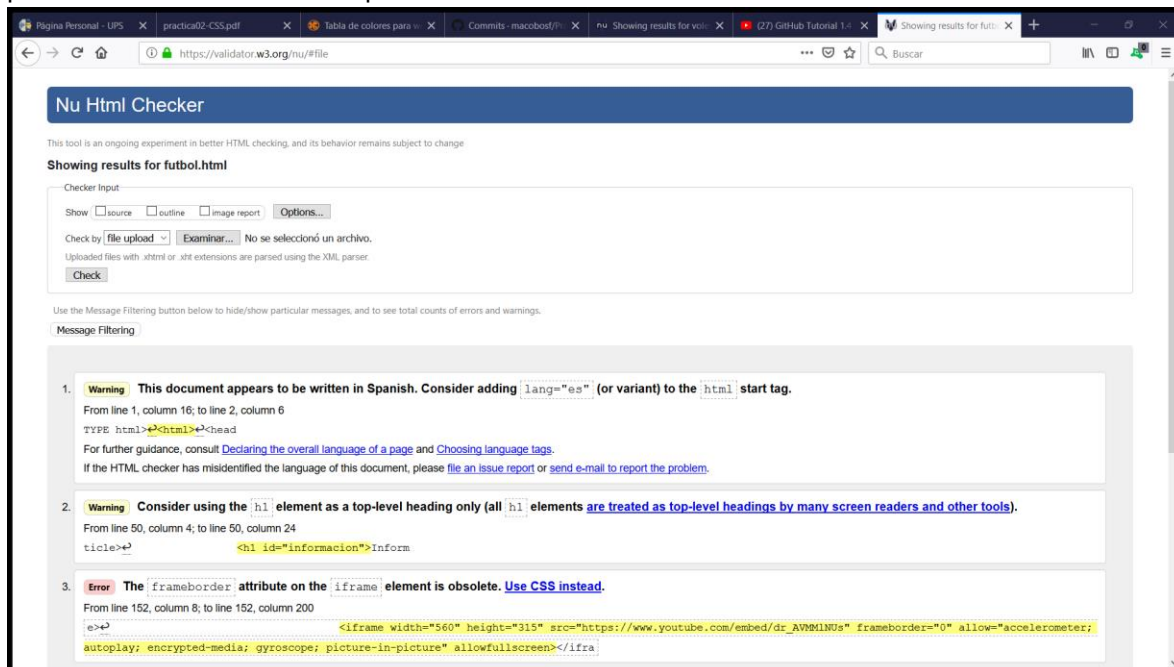 Página Personal - UPS
practica02-CSS.pdf
Tabla de colores para w
Commits · macobosf/Pr
Showing results for vole
(27) GitHub Tutorial 1.4
Showing results for futb
https://validator.w3.org/nu/#file
Buscar
Nu Html Checker
This tool is an ongoing experiment in better HTML checking, and its behavior remains subject to change
Showing results for futbol.html
Checker Input
Show source outline image report Options...
Check by file upload Examinar... No se seleccionó un archivo.
Uploaded files with .xhtml or .xht extensions are parsed using the XML parser.
Check
Use the Message Filtering button below to hide/show particular messages, and to see total counts of errors and warnings.
Message Filtering
1. Warning This document appears to be written in Spanish. Consider adding lang="es" (or variant) to the html start tag.
From line 1, column 16; to line 2, column 6
TYPE html>↩<html>↩<head
For further guidance, consult Declaring the overall language of a page and Choosing language tags.
If the HTML checker has misidentified the language of this document, please file an issue report or send e-mail to report the problem.
2. Warning Consider using the h1 element as a top-level heading only (all h1 elements are treated as top-level headings by many screen readers and other tools).
From line 50, column 4; to line 50, column 24
ticle>↩ <h1 id="informacion">Inform
3. Error The frameborder attribute on the iframe element is obsolete. Use CSS instead.
From line 152, column 8; to line 152, column 200
e>↩ <iframe width="560" height="315" src="https://www.youtube.com/embed/dr_AVMM1NUs" frameborder="0" allow="accelerometer;
autoplay; encrypted-media; gyroscope; picture-in-picture" allowfullscreen></ifra